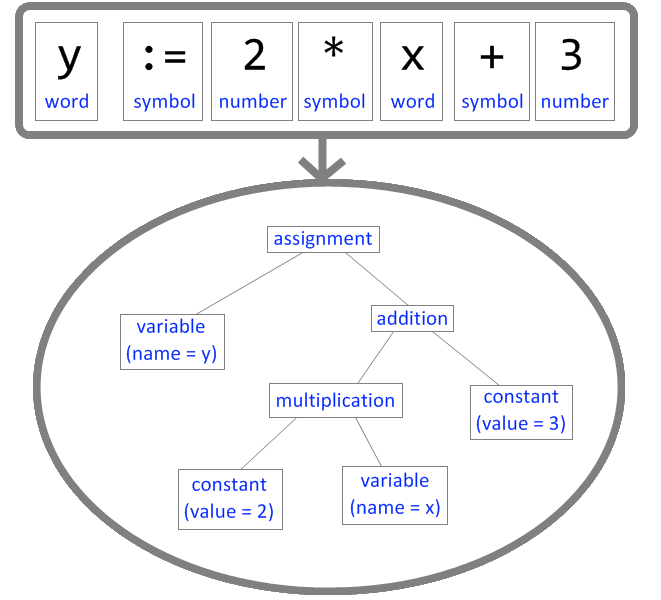 y := 2 * x + 3
word symbol number symbol word symbol number
assignment
variable
(name = y)
addition
multiplication
constant
(value = 3)
constant
(value = 2)
variable
(name = x)